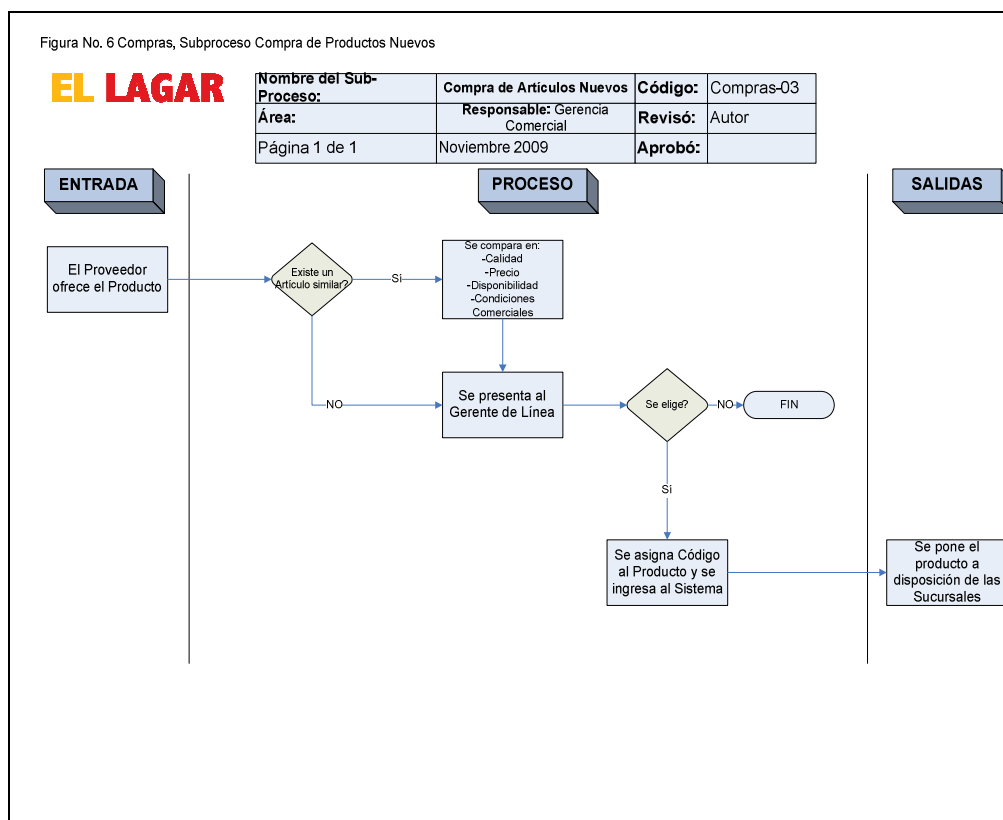 Figura No. 6 Compras, Subproceso Compra de Productos Nuevos
EL LAGAR
Nombre del Sub-
Proceso:
Compra de Artículos Nuevos
Código:
Compras-03
Área:
Responsable: Gerencia
Comercial
Revisó:
Autor
Página 1 de 1
Noviembre 2009
Aprobó:
ENTRADA
PROCESO
SALIDAS
El Proveedor
ofrece el Producto
Existe un
Artículo similar?
Sí
Se compara en:
-Calidad
-Precio
-Disponibilidad
-Condiciones
Comerciales
NO
Se presenta al
Gerente de Línea
Se elige?
NO
FIN
Sí
Se asigna Código
al Producto y se
ingresa al Sistema
Se pone el
producto a
disposición de las
Sucursales